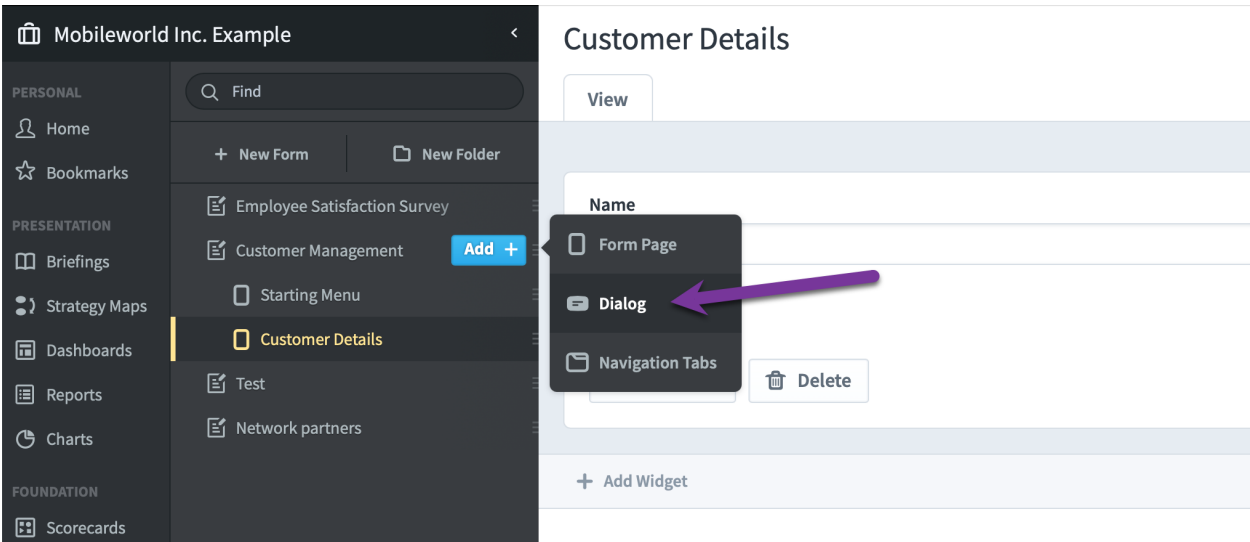 Mobileworld Inc. Example
PERSONAL
Home
Bookmarks
PRESENTATION
Briefings
Strategy Maps
Dashboards
Reports
Charts
FOUNDATION
Scorecards
Find
New Form
New Folder
Employee Satisfaction Survey
Customer Management
Add +
Starting Menu
Customer Details
Test
Network partners
Form Page
Dialog
Navigation Tabs
Customer Details
View
Name
Delete
+ Add Widget